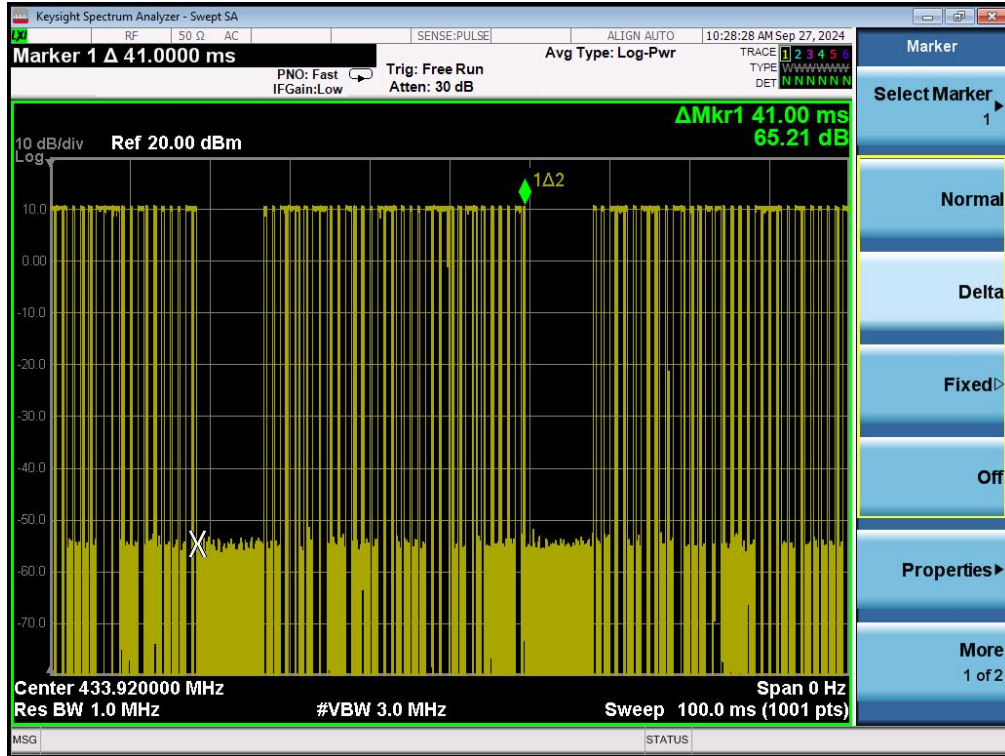 Keysight Spectrum Analyzer - Swept SA
LXI RF 50 Ω AC SENSE:PULSE ALIGN AUTO 10:28:28 AM Sep 27, 2024
Marker 1 Δ 41.0000 ms
PNO: Fast
IFGain:Low
Trig: Free Run
Atten: 30 dB
Avg Type: Log-Pwr
TRACE 1 2 3 4 5 6
TYPE WWWWWW
DET N N N N N N
ΔMkr1 41.00 ms
65.21 dB
10 dB/div Ref 20.00 dBm
Log
1Δ2
10.0
0.00
-10.0
-20.0
-30.0
-40.0
-50.0
-60.0
-70.0
X
Center 433.920000 MHz Span 0 Hz
Res BW 1.0 MHz #VBW 3.0 MHz Sweep 100.0 ms (1001 pts)
MSG STATUS
Marker
Select Marker
1
Normal
Delta
Fixed
Off
Properties
More
1 of 2